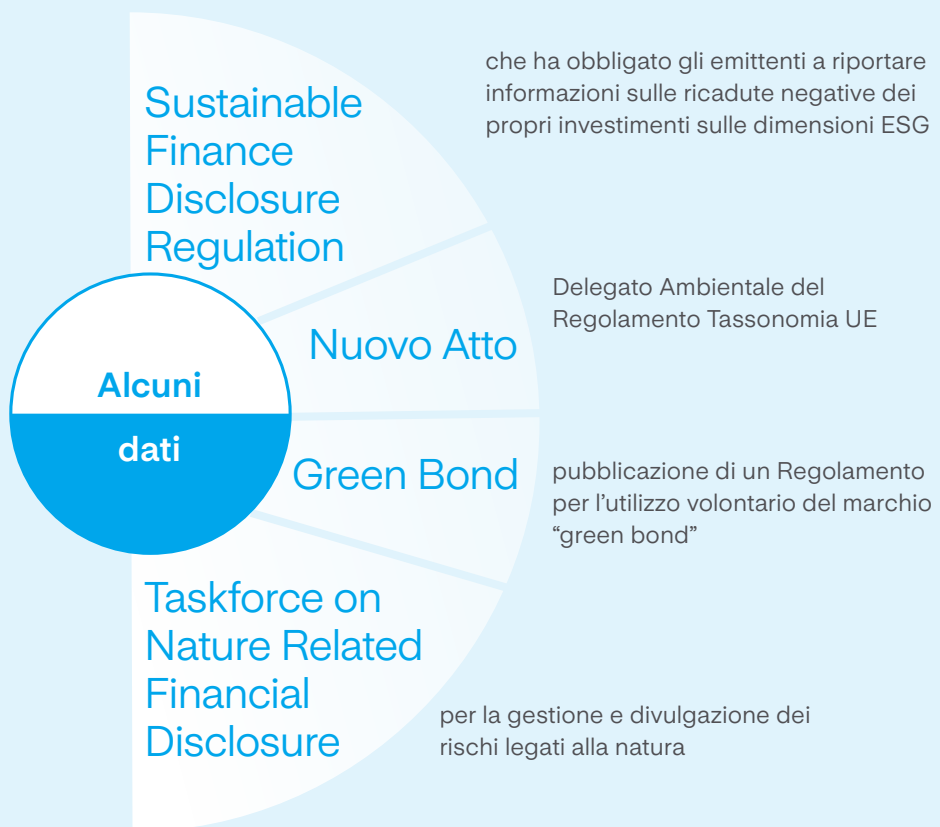 Alcuni
dati
Sustainable
Finance
Disclosure
Regulation
che ha obbligato gli emittenti a riportare
informazioni sulle ricadute negative dei
propri investimenti sulle dimensioni ESG
Nuovo Atto
Delegato Ambientale del
Regolamento Tassonomia UE
Green Bond
pubblicazione di un Regolamento
per l’utilizzo volontario del marchio
“green bond”
Taskforce on
Nature Related
Financial
Disclosure
per la gestione e divulgazione dei
rischi legati alla natura